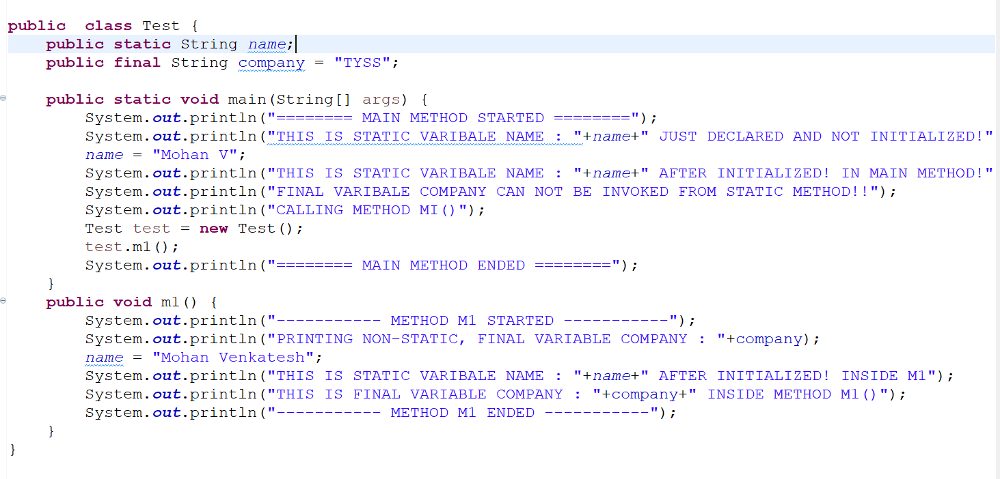 public  class Test {
    public static String name;
    public final String company = "TYSS";

    public static void main(String[] args) {
        System.out.println("======== MAIN METHOD STARTED ========");
        System.out.println("THIS IS STATIC VARIBALE NAME : "+name+" JUST DECLARED AND NOT INITIALIZED!"
        name = "Mohan V";
        System.out.println("THIS IS STATIC VARIBALE NAME : "+name+" AFTER INITIALIZED! IN MAIN METHOD!"
        System.out.println("FINAL VARIBALE COMPANY CAN NOT BE INVOKED FROM STATIC METHOD!!");
        System.out.println("CALLING METHOD MI()");
        Test test = new Test();
        test.m1();
        System.out.println("======== MAIN METHOD ENDED ========");
    }
    public void m1() {
        System.out.println("----------- METHOD M1 STARTED -----------");
        System.out.println("PRINTING NON-STATIC, FINAL VARIABLE COMPANY : "+company);
        name = "Mohan Venkatesh";
        System.out.println("THIS IS STATIC VARIBALE NAME : "+name+" AFTER INITIALIZED! INSIDE M1");
        System.out.println("THIS IS FINAL VARIABLE COMPANY : "+company+" INSIDE METHOD M1()");
        System.out.println("----------- METHOD M1 ENDED -----------");
    }
}